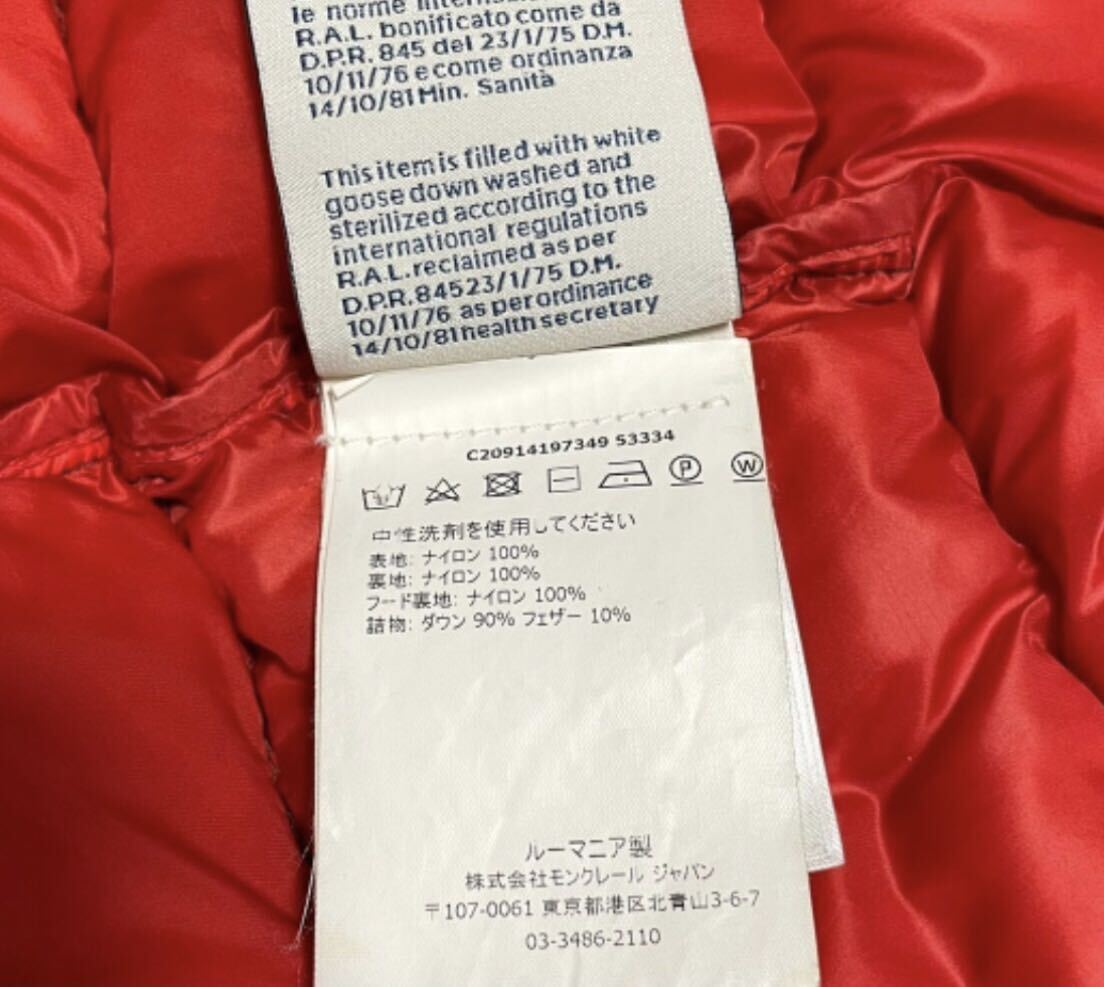 le norme
R.A.L. bonificato come da
D.P.R. 845 del 23/1/75 D.M.
10/11/76 e come ordinanza
14/10/81 Min. Sanità
This item is filled with white
goose down washed and
sterilized according to the
international regulations
R.A.L. reclaimed as per
D.P.R. 84523/1/75 D.M.
10/11/76 as per ordinance
14/10/81 health secretary
C20914197349 53334
P W
中性洗剤を使用してください
表地: ナイロン 100%
裏地: ナイロン 100%
フード裏地: ナイロン 100%
詰物: ダウン 90% フェザー 10%
ルーマニア製
株式会社モンクレール ジャパン
〒107-0061 東京都港区北青山3-6-7
03-3486-2110